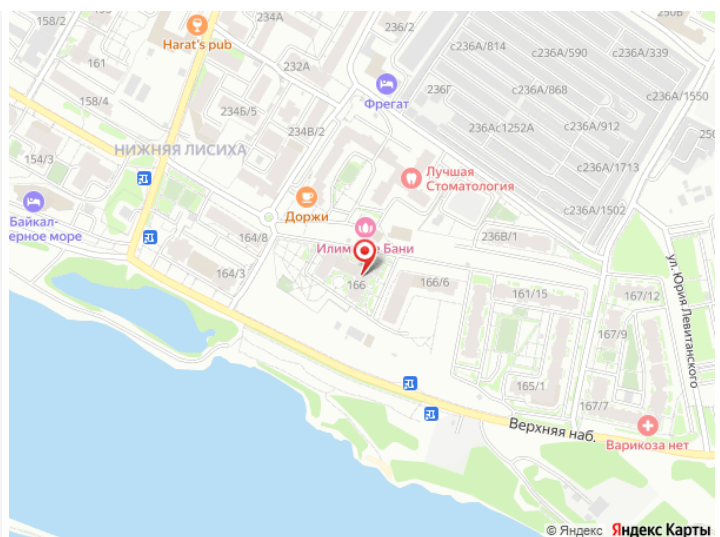 158/2
234А
236/2
250В
Harat's pub
с236А/814
с236А/590
с236А/339
161
232А
236Г
с236А/868
с236А/1550
158/4
234Б/5
Фрегат
234В/2
236Ас1252А
с236А/912
154/3
НИЖНЯЯ ЛИСИХА
с236А/1713
Лучшая
Стоматология
Байкал-
ерное море
Доржи
с236А/1502
164/8
Илим
е Бани
236В/1
164/3
166
166/6
161/15
167/12
ул. Юрия Левитанского
167/9
165/1
167/7
Верхняя наб.
Варикоза нет
© Яндекс Яндекс Карты